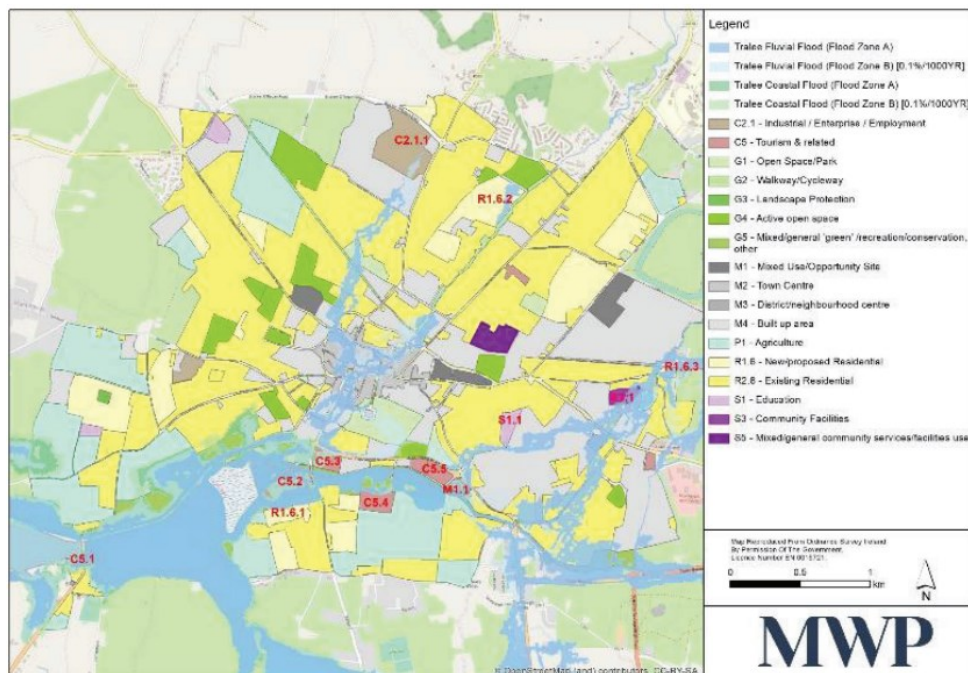 Legend
Tralee Fluvial Flood (Flood Zone A)
Tralee Fluvial Flood (Flood Zone B) [0.1%/1000YR]
Tralee Coastal Flood (Flood Zone A)
Tralee Coastal Flood (Flood Zone B) [0.1%/1000YR]
C2.1 - Industrial / Enterprise / Employment
C5 - Tourism & related
G1 - Open Space/Park
G2 - Walkway/Cycleway
G3 - Landscape Protection
G4 - Active open space
G5 - Mixed/general 'green' /recreation/conservation,
other
M1 - Mixed Use/Opportunity Site
M2 - Town Centre
M3 - District/neighbourhood centre
M4 - Built up area
P1 - Agriculture
R1.6 - New/proposed Residential
R2.8 - Existing Residential
S1 - Education
S3 - Community Facilities
S5 - Mixed/general community services/facilities use
C2.1.1
R1.6.2
R1.6.3
S1.1
C5.3
C5.5
C5.2
M1.1
C5.4
R1.6.1
C5.1
Map Reproduced From Ordnance Survey Ireland
By Permission Of The Government.
0 0.5 1
km
N
MWP
© OpenStreetMap (and) contributors, CC-BY-SA